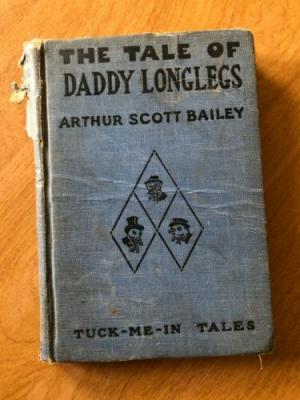 THE TALE OF
DADDY LONGLEGS
ARTHUR SCOTT BAILEY
TUCK-ME-IN TALES